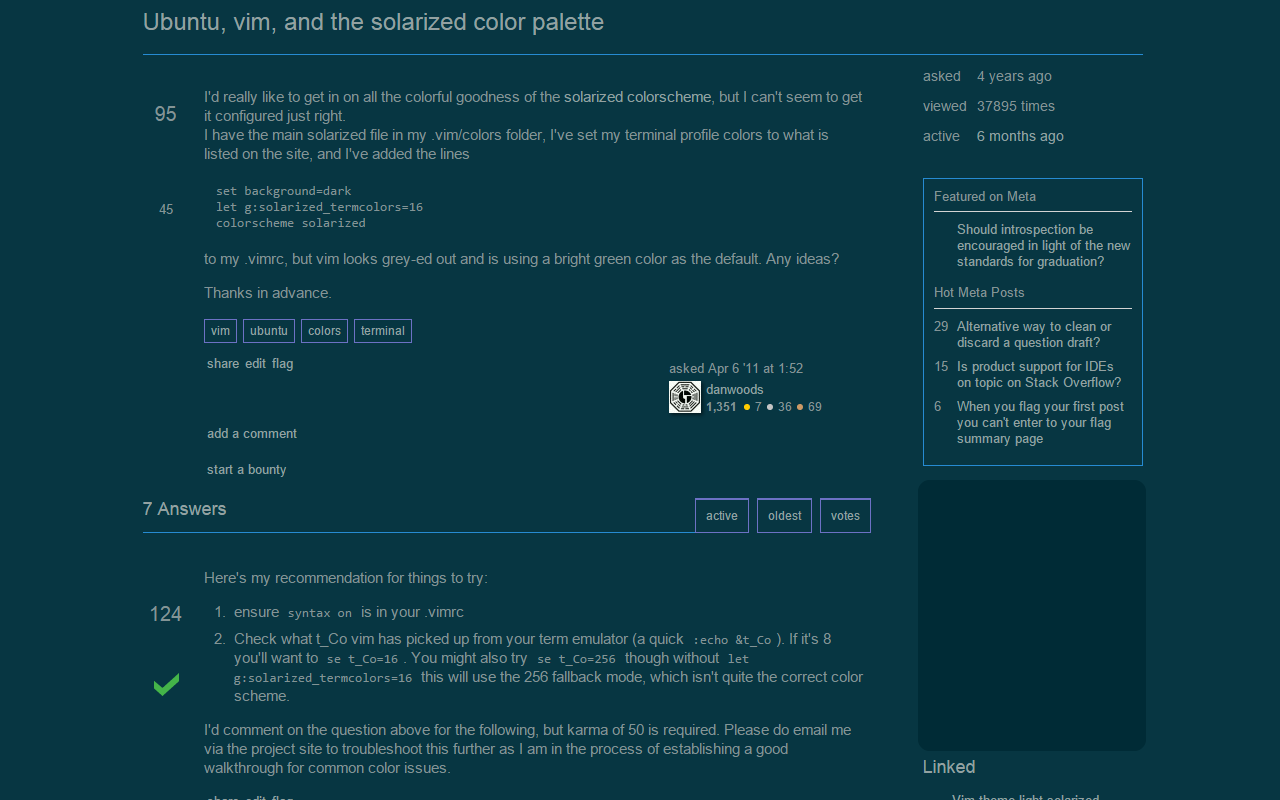 Ubuntu, vim, and the solarized color palette
95
I'd really like to get in on all the colorful goodness of the solarized colorscheme, but I can't seem to get
it configured just right.
I have the main solarized file in my .vim/colors folder, I've set my terminal profile colors to what is
listed on the site, and I've added the lines
45
set background=dark
let g:solarized_termcolors=16
colorscheme solarized
to my .vimrc, but vim looks grey-ed out and is using a bright green color as the default. Any ideas?
Thanks in advance.
vim ubuntu colors terminal
share edit flag
asked Apr 6 '11 at 1:52
danwoods
1,351 7 36 69
add a comment
start a bounty
7 Answers
active oldest votes
Here's my recommendation for things to try:
124
1. ensure syntax on is in your .vimrc
2. Check what t_Co vim has picked up from your term emulator (a quick :echo &t_Co ). If it's 8
you'll want to se t_Co=16 . You might also try se t_Co=256 though without let
g:solarized_termcolors=16 this will use the 256 fallback mode, which isn't quite the correct color
scheme.
I'd comment on the question above for the following, but karma of 50 is required. Please do email me
via the project site to troubleshoot this further as I am in the process of establishing a good
walkthrough for common color issues.
share edit flag
asked 4 years ago
viewed 37895 times
active 6 months ago
Featured on Meta
Should introspection be
encouraged in light of the new
standards for graduation?
Hot Meta Posts
29 Alternative way to clean or
discard a question draft?
15 Is product support for IDEs
on topic on Stack Overflow?
6 When you flag your first post
you can't enter to your flag
summary page
Linked
Vim theme light solarized